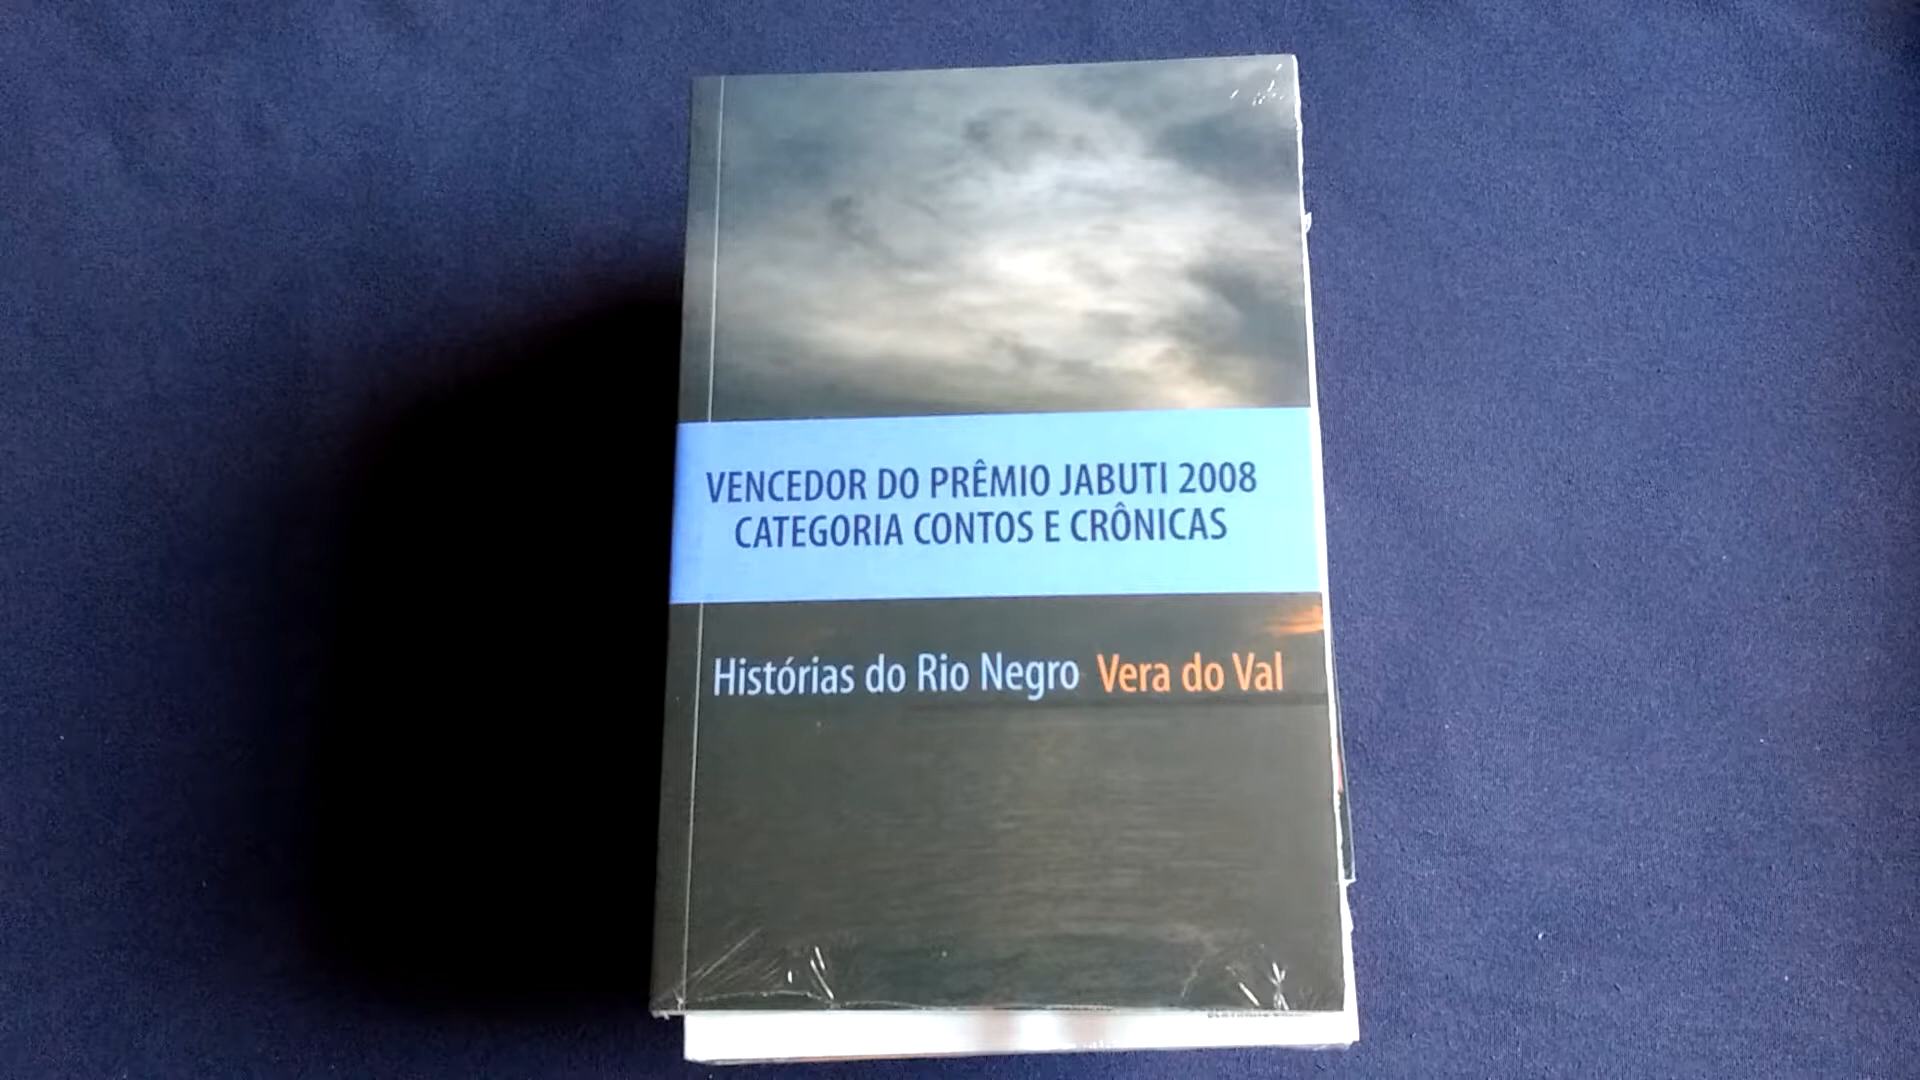 VENCEDOR DO PRÊMIO JABUTI 2008
CATEGORIA CONTOS E CRÔNICAS
Histórias do Rio Negro Vera do Val